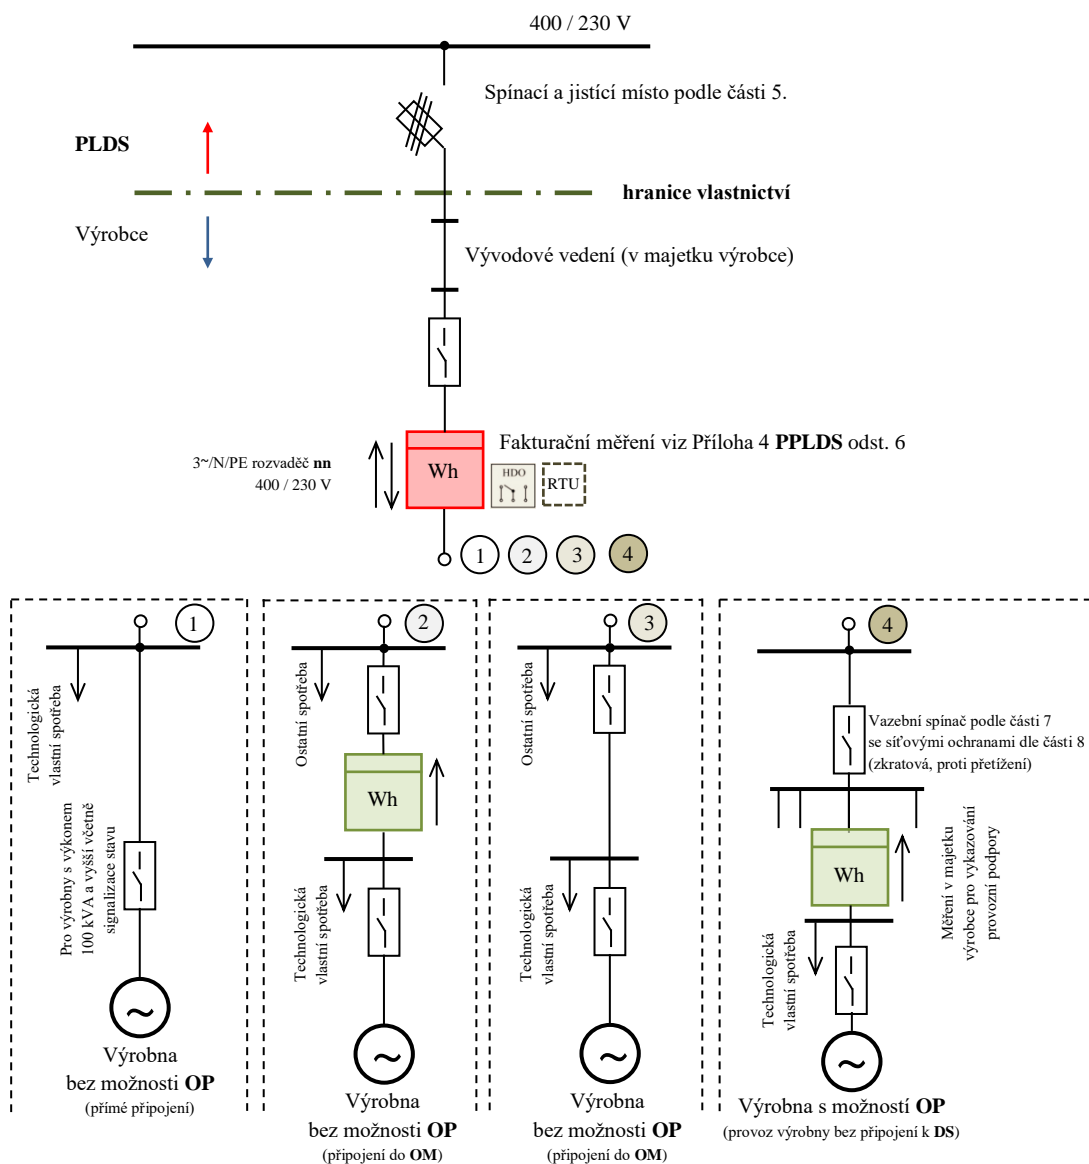 400 / 230 V
Spínací a jistící místo podle části 5.
PLDS
hranice vlastnictví
Výrobce
Vývodové vedení (v majetku výrobce)
Fakturační měření viz Příloha 4 PPLDS odst. 6
3~/N/PE rozvaděč nn
400 / 230 V
Wh
HDO
RTU
1
2
3
4
1
Technologická
vlastní spotřeba
Pro výrobny s výkonem
100 kVA a vyšší včetně
signalizace stavu
~
Výrobna
bez možnosti OP
(přímé připojení)
2
Ostatní spotřeba
Wh
Technologická
vlastní spotřeba
~
Výrobna
bez možnosti OP
(připojení do OM)
3
Ostatní spotřeba
Technologická
vlastní spotřeba
~
Výrobna
bez možnosti OP
(připojení do OM)
4
Vazební spínač podle části 7
se síťovými ochranami dle části 8
(zkratová, proti přetížení)
Wh
Měření v majetku
výrobce pro vykazování
provozní podpory
Technologická
vlastní spotřeba
~
Výrobna s možností OP
(provoz výrobny bez připojení k DS)